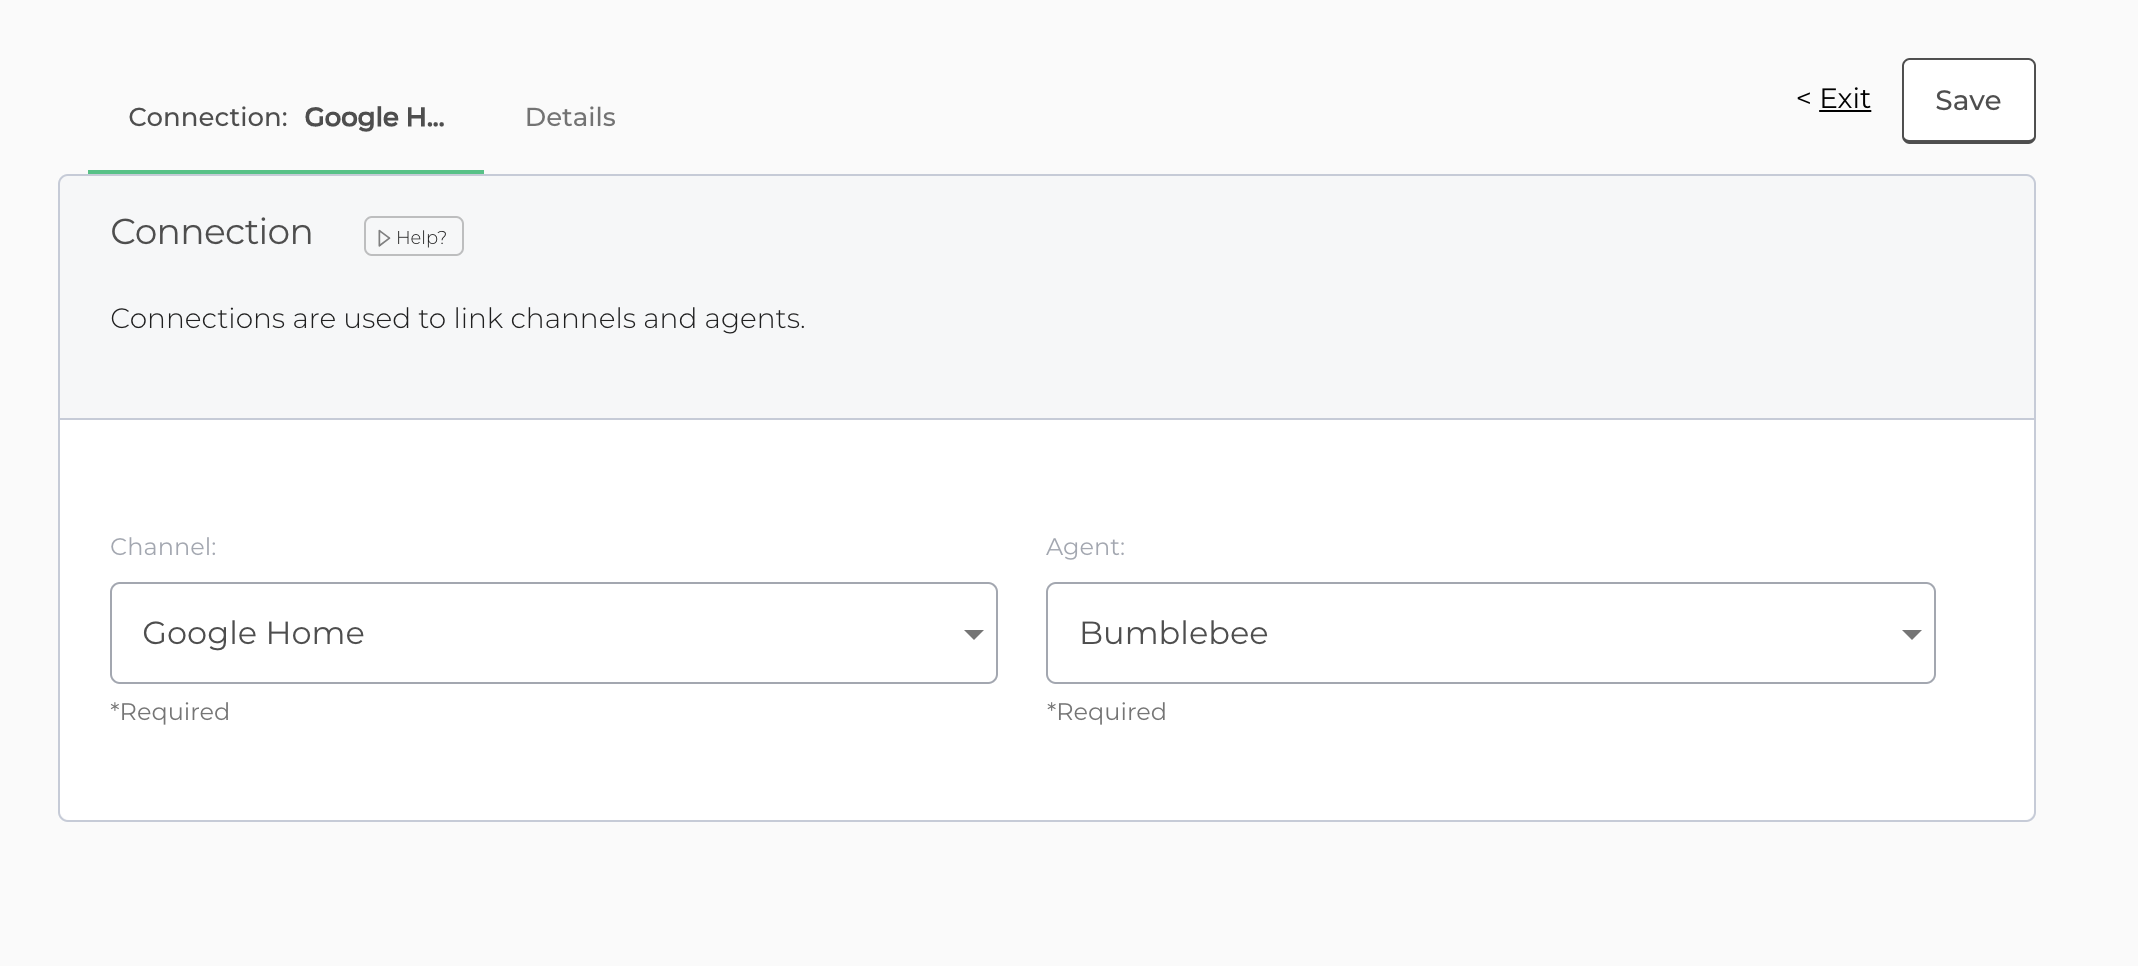 Connection: Google H... Details
< Exit Save
Connection Help?
Connections are used to link channels and agents.
Channel: Agent:
Google Home Bumblebee
*Required *Required